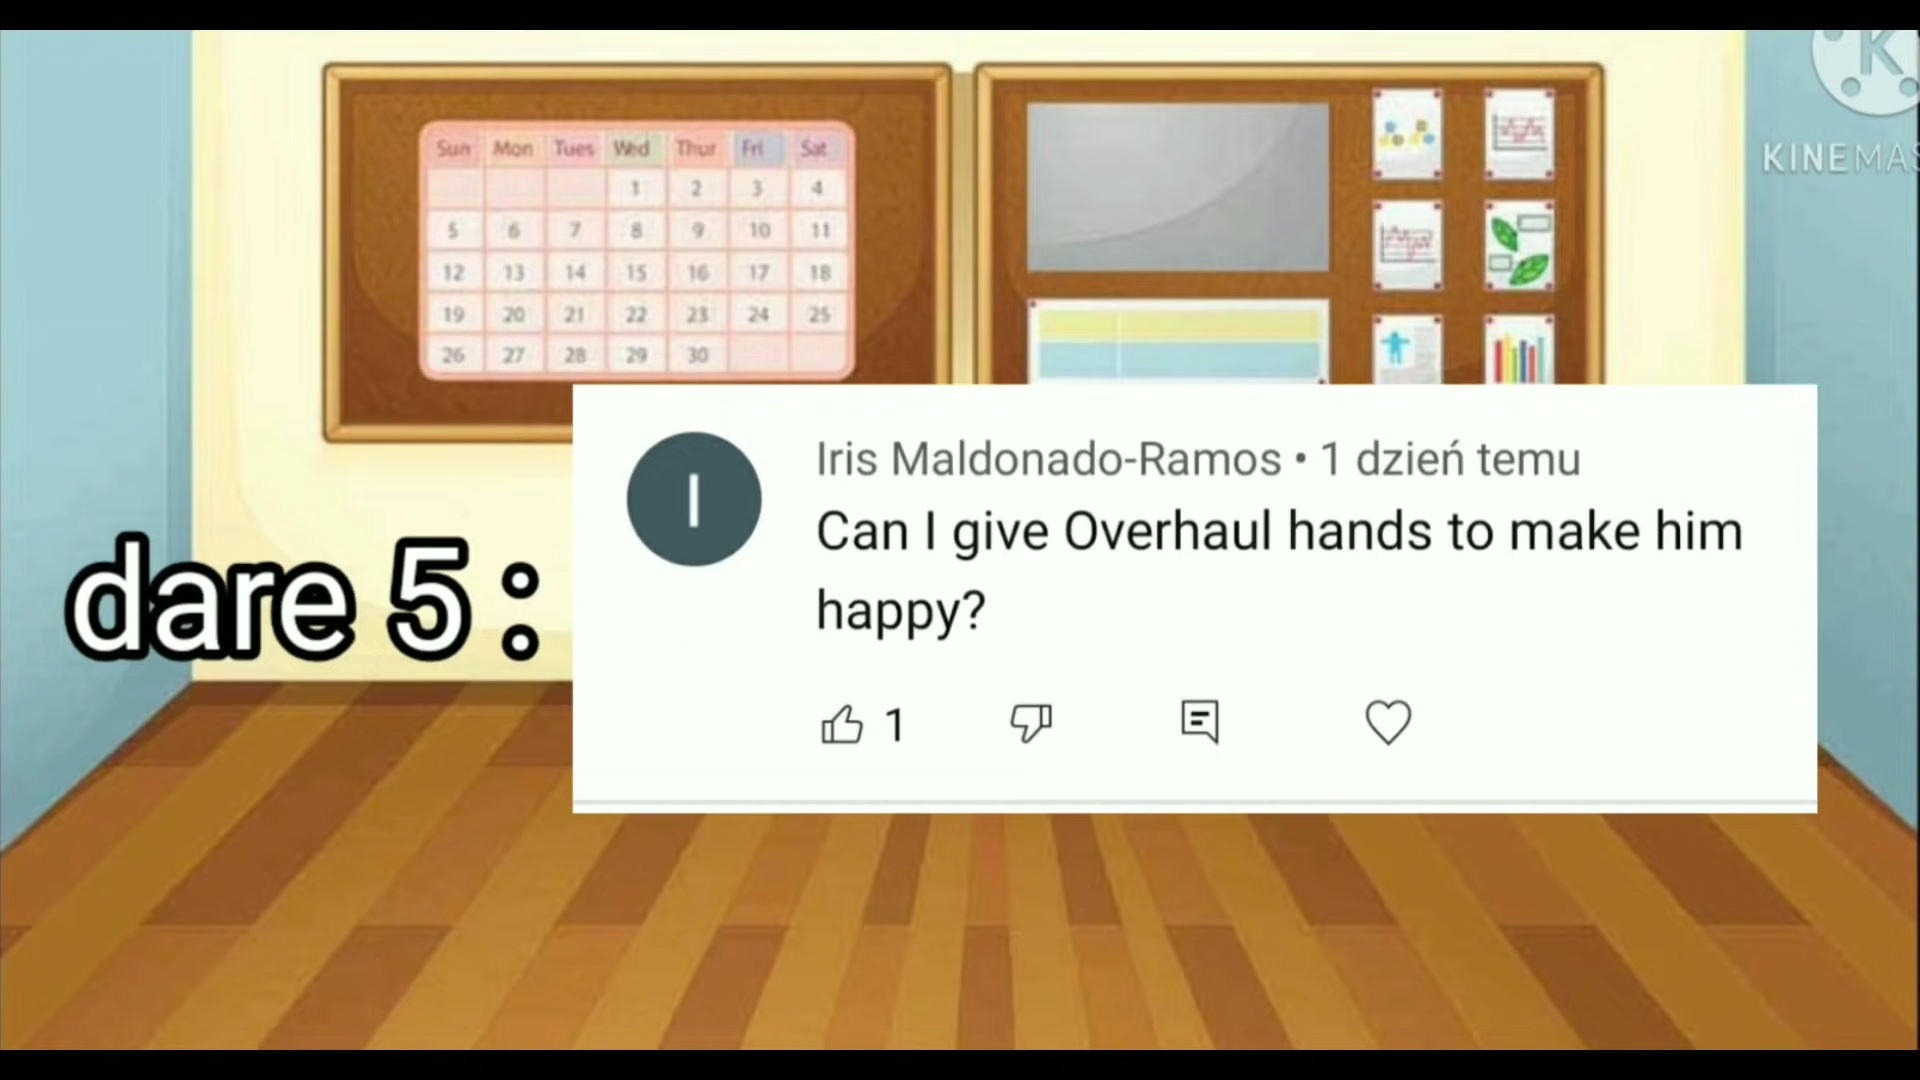 Sun Mon Tues Wed Thur Fri Sat
1 2 3 4
5 6 7 8 9 10 11
12 13 14 15 16 17 18
19 20 21 22 23 24 25
26 27 28 29 30
K
KINEMAS
dare 5 :
I
Iris Maldonado-Ramos • 1 dzień temu
Can I give Overhaul hands to make him
happy?
1